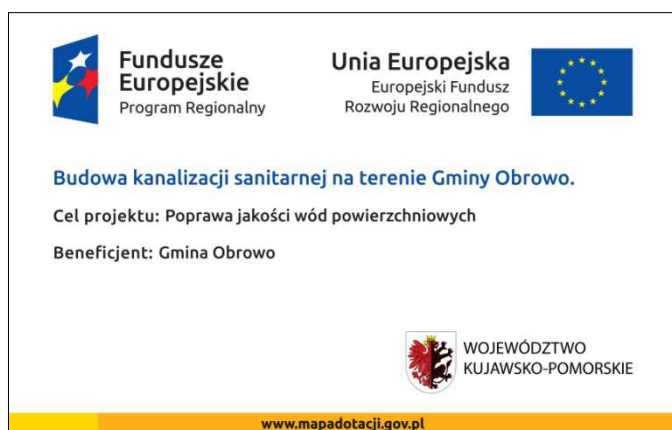 Fundusze
Europejskie
Program Regionalny
Unia Europejska
Europejski Fundusz
Rozwoju Regionalnego
Budowa kanalizacji sanitarnej na terenie Gminy Obrowo.
Cel projektu: Poprawa jakości wód powierzchniowych
Beneficjent: Gmina Obrowo
WOJEWÓDZTWO
KUJAWSKO-POMORSKIE
www.mapadotacji.gov.pl